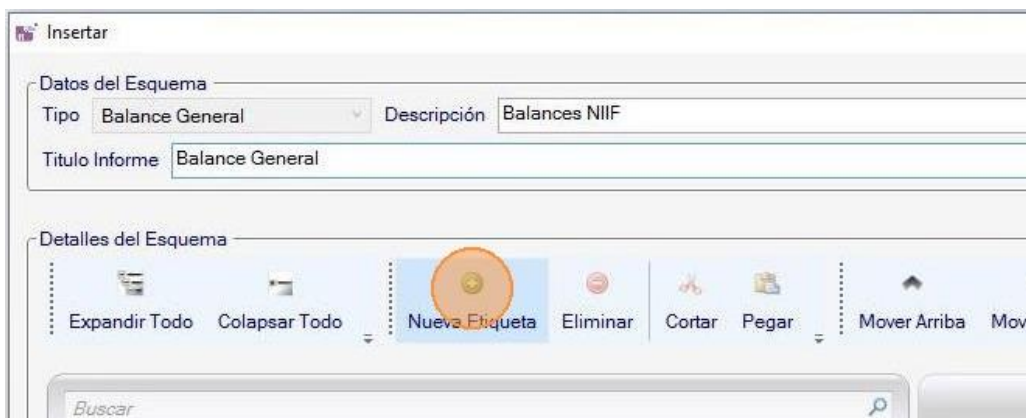 Insertar
Datos del Esquema
Tipo Balance General Descripción Balances NIIF
Titulo Informe Balance General
Detalles del Esquema
Expandir Todo Colapsar Todo Nueva Etiqueta Eliminar Cortar Pegar Mover Arriba Mov
Buscar